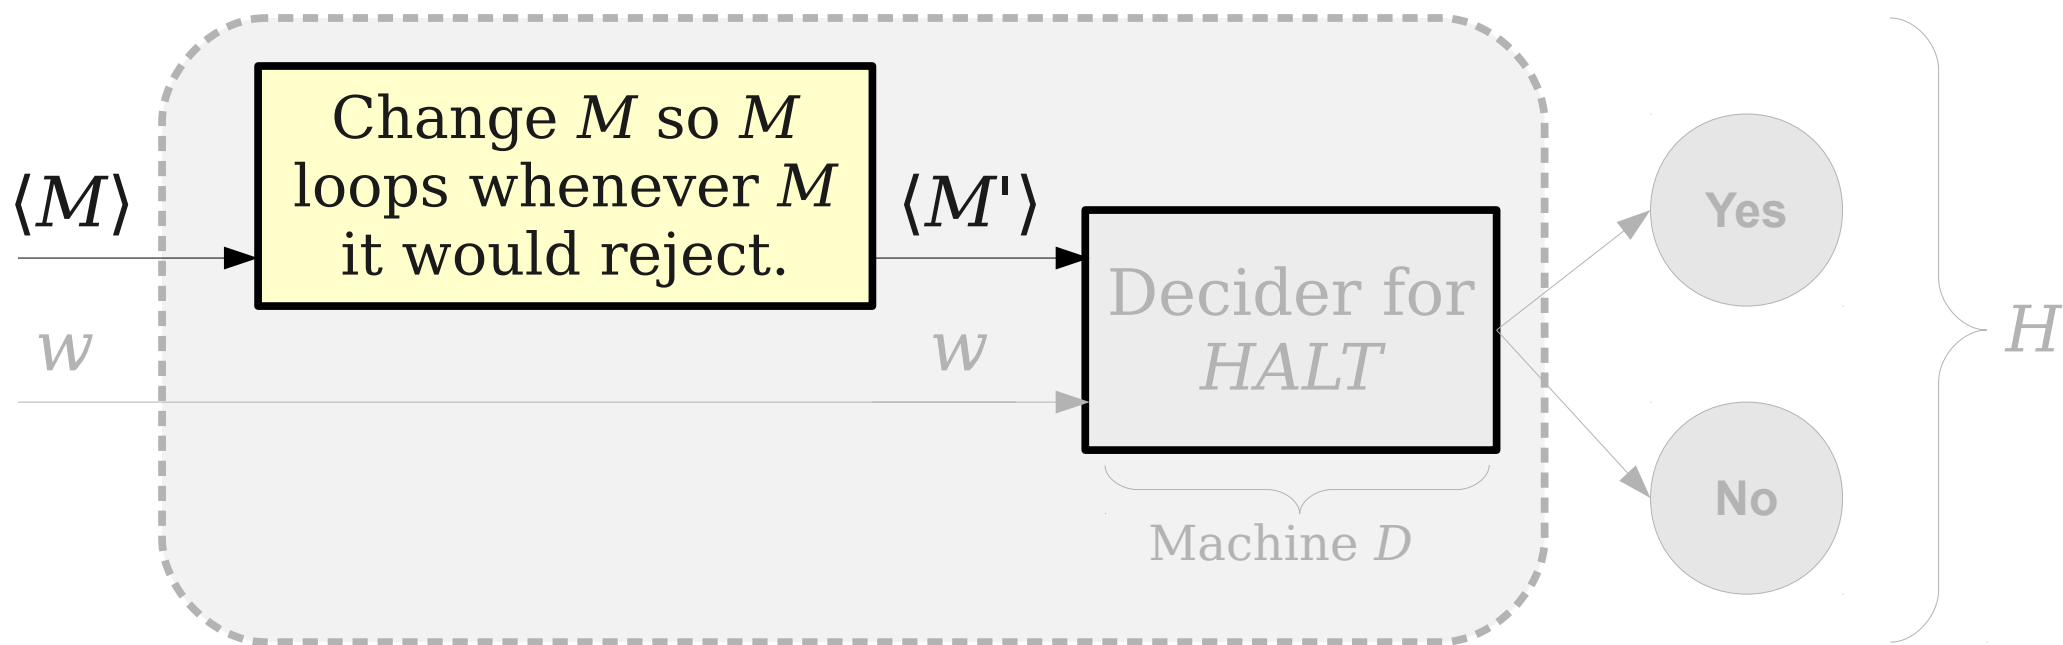 Change M so M
loops whenever M
it would reject.
⟨M⟩
⟨M'⟩
w
w
Decider for
HALT
Machine D
Yes
No
H